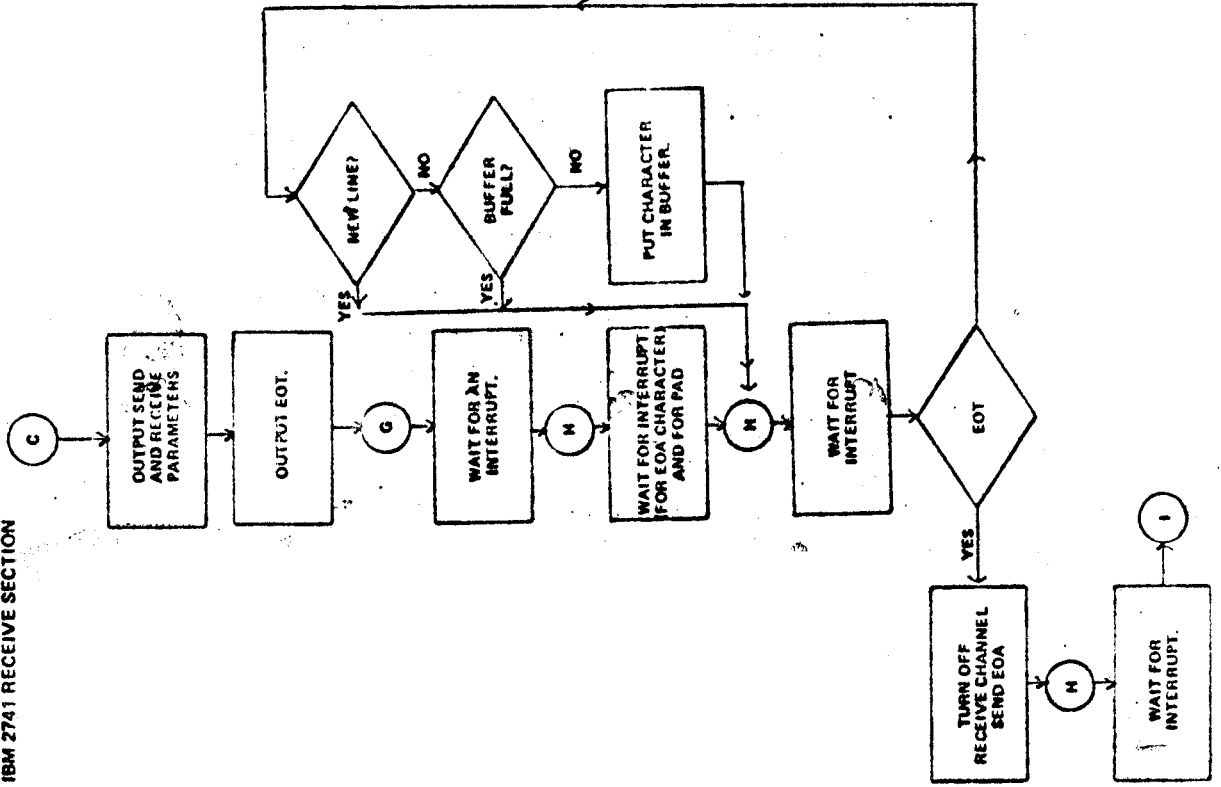 IBM 2741 RECEIVE SECTION
C
OUTPUT SEND
AND RECEIVE
PARAMETERS
OUTPUT EOT.
G
WAIT FOR AN
INTERRUPT.
H
WAIT FOR INTERRUPT
(FOR EOA CHARACTER)
AND FOR PAD
H
WAIT FOR
INTERRUPT
EOT
YES
TURN OFF
RECEIVE CHANNEL
SEND EOA
H
WAIT FOR
INTERRUPT.
I
NEW LINE?
YES
NO
BUFFER
FULL?
YES
NO
PUT CHARACTER
IN BUFFER.